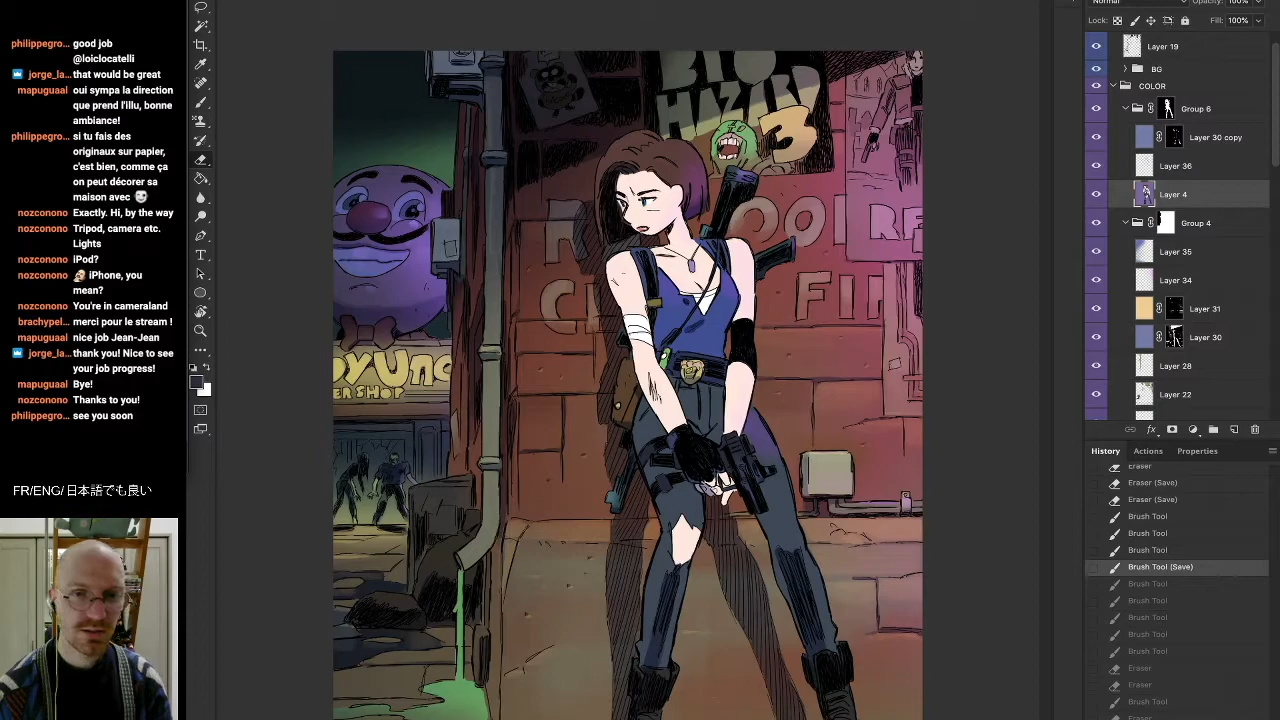 philippegro... good job
@loiclocatelli
jorge_la... that would be great
mapuguaal oui sympa la direction
que prend l'illu, bonne
ambiance!
philippegro... si tu fais des
originaux sur papier,
c'est bien, comme ça
on peut décorer sa
maison avec
nozconono Exactly. Hi, by the way
nozconono Tripod, camera etc.
Lights
nozconono iPod?
nozconono iPhone, you
mean?
nozconono You're in cameraland
brachypel... merci pour le stream !
mapuguaal nice job Jean-Jean
jorge_la... thank you! Nice to see
your job progress!
mapuguaal Bye!
nozconono Thanks to you!
philippegro... see you soon
FR/ENG/日本語でも良い
HAZARD
3
ER SHOP
FI
Normal
Opacity: 100%
Lock:
Fill: 100%
Layer 19
BG
COLOR
Group 6
Layer 30 copy
Layer 36
Layer 4
Group 4
Layer 35
Layer 34
Layer 31
Layer 30
Layer 28
Layer 22
fx
History Actions Properties
Eraser
Eraser (Save)
Eraser (Save)
Brush Tool
Brush Tool
Brush Tool
Brush Tool (Save)
Brush Tool
Brush Tool
Brush Tool
Brush Tool
Brush Tool
Eraser
Eraser
Brush Tool
Eraser